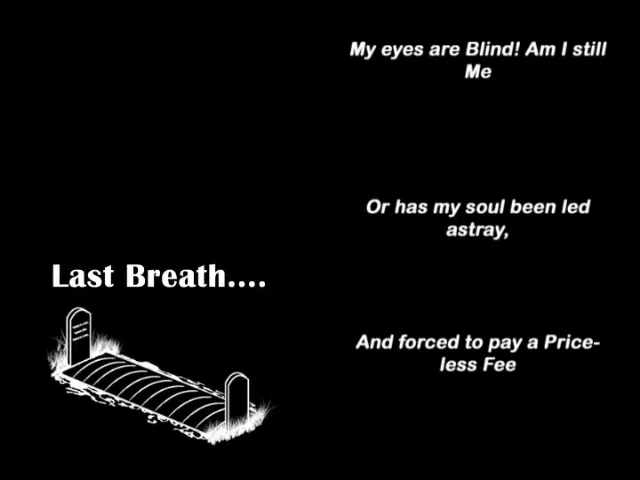 My eyes are Blind! Am I still
Me
Or has my soul been led
astray,
Last Breath....
And forced to pay a Price-
less Fee